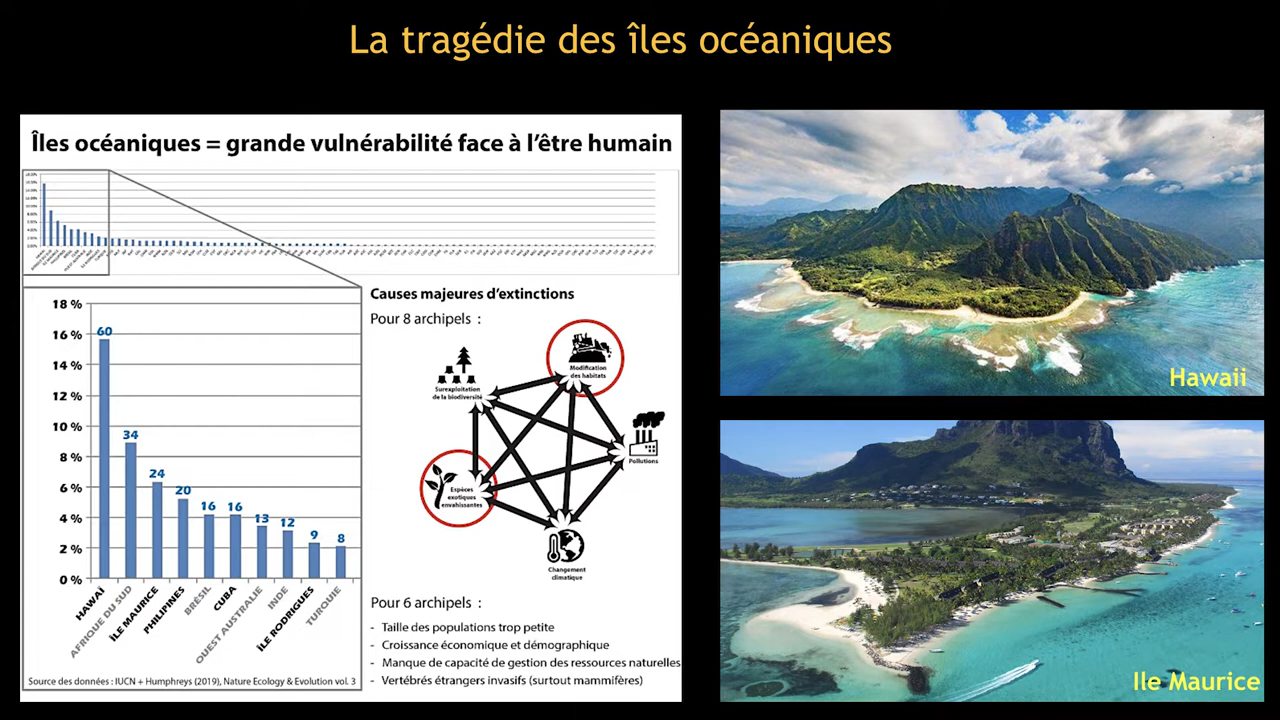 La tragédie des îles océaniques
Îles océaniques = grande vulnérabilité face à l'être humain
18 %
16 %
14 %
12 %
10 %
8 %
6 %
4 %
2 %
0 %
60
34
24
20
16
16
13
12
9
8
HAWAÏ
AFRIQUE DU SUD
ÎLE MAURICE
PHILIPINES
BRÉSIL
CUBA
OUEST AUSTRALIE
INDE
ÎLE RODRIGUES
TURQUIE
Source des données : IUCN + Humphreys (2019), Nature Ecology & Evolution vol. 3
Causes majeures d'extinctions
Pour 8 archipels :
Modification
des habitats
Surexploitation
de la biodiversité
Pollutions
Espèces
exotiques
envahissantes
Changement
climatique
Pour 6 archipels :
- Taille des populations trop petite
- Croissance économique et démographique
- Manque de capacité de gestion des ressources naturelles
- Vertébrés étrangers invasifs (surtout mammifères)
Hawaii
Ile Maurice